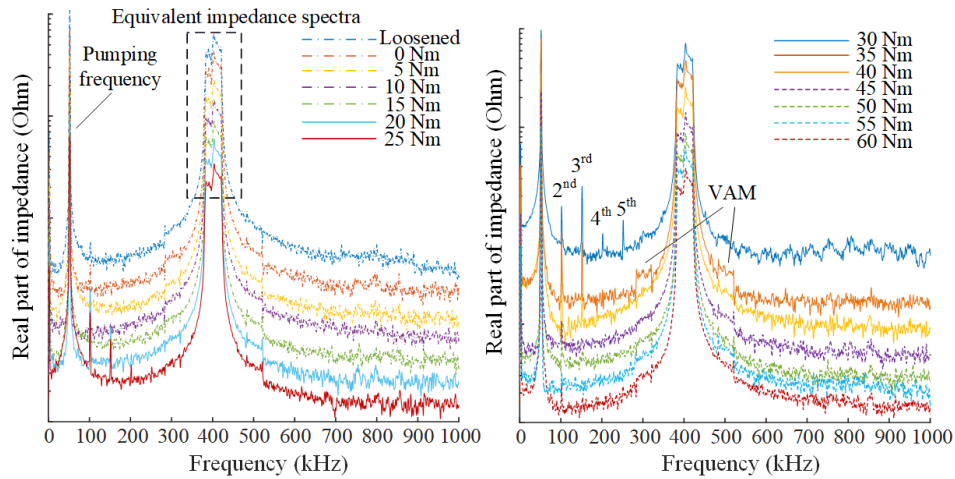 Equivalent impedance spectra
Pumping
frequency
Loosened
0 Nm
5 Nm
10 Nm
15 Nm
20 Nm
25 Nm
Real part of impedance (Ohm)
0 100 200 300 400 500 600 700 800 900 1000
Frequency (kHz)
30 Nm
35 Nm
40 Nm
45 Nm
50 Nm
55 Nm
60 Nm
2nd
3rd
4th
5th
VAM
Real part of impedance (Ohm)
0 100 200 300 400 500 600 700 800 900 1000
Frequency (kHz)